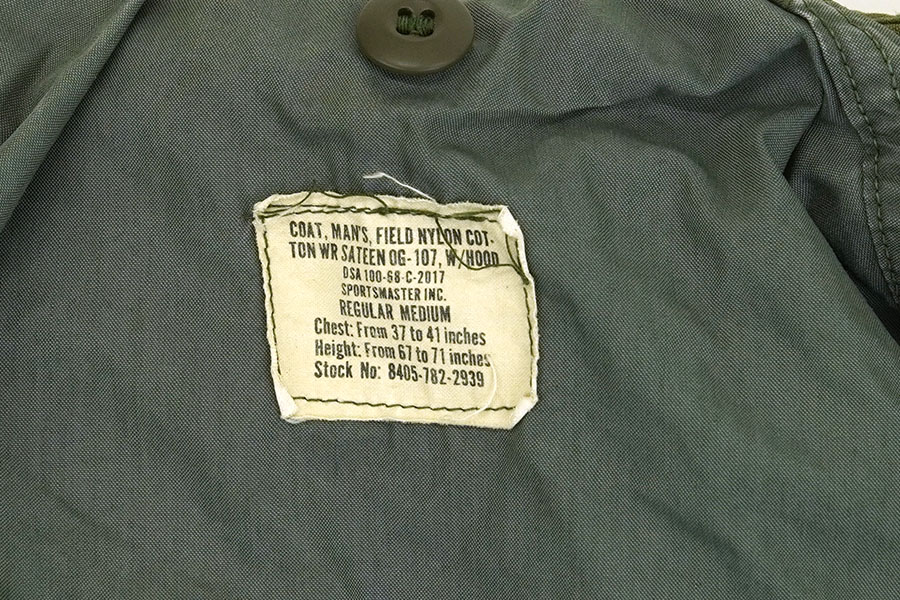 COAT, MAN'S, FIELD NYLON COT-
TON WR SATEEN OG-107, W/HOOD
DSA 100-68-C-2017
SPORTSMASTER INC.
REGULAR MEDIUM
Chest: From 37 to 41 inches
Height: From 67 to 71 inches
Stock No: 8405-782-2939